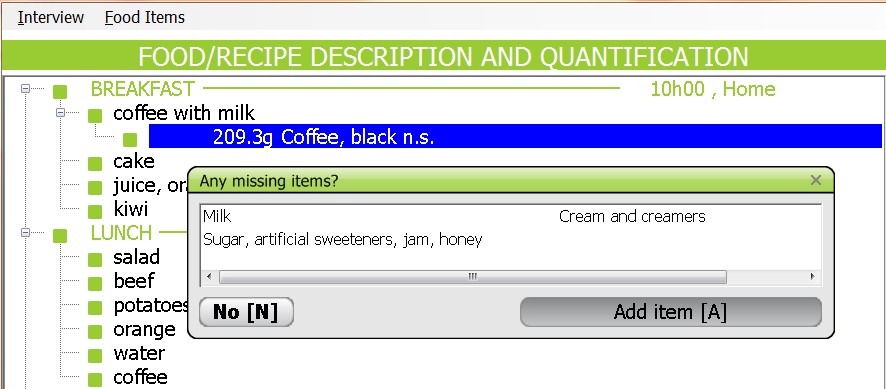 Interview Food Items
FOOD/RECIPE DESCRIPTION AND QUANTIFICATION
BREAKFAST 10h00 , Home
coffee with milk
209.3g Coffee, black n.s.
cake
juice,
kiwi
Any missing items?
Milk Cream and creamers
Sugar, artificial sweeteners, jam, honey
No [N] Add item [A]
LUNCH
salad
beef
potatoes
orange
water
coffee